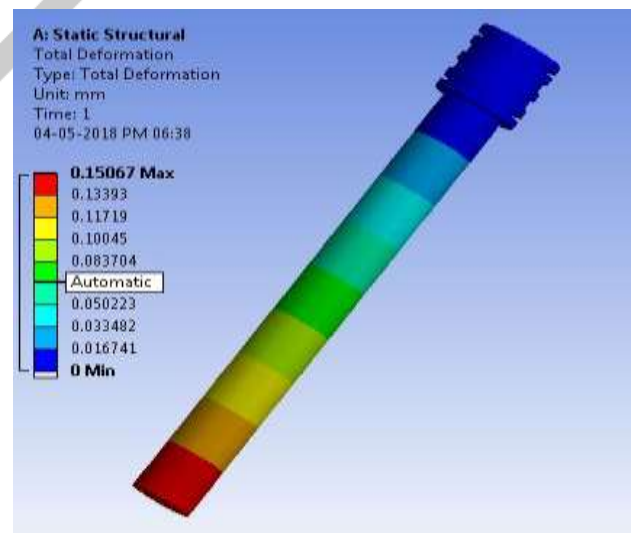 A: Static Structural
Total Deformation
Type: Total Deformation
Unit: mm
Time: 1
04-05-2018 PM 06:38
0.15067 Max
0.13393
0.11719
0.10045
0.083704
Automatic
0.050223
0.033482
0.016741
0 Min